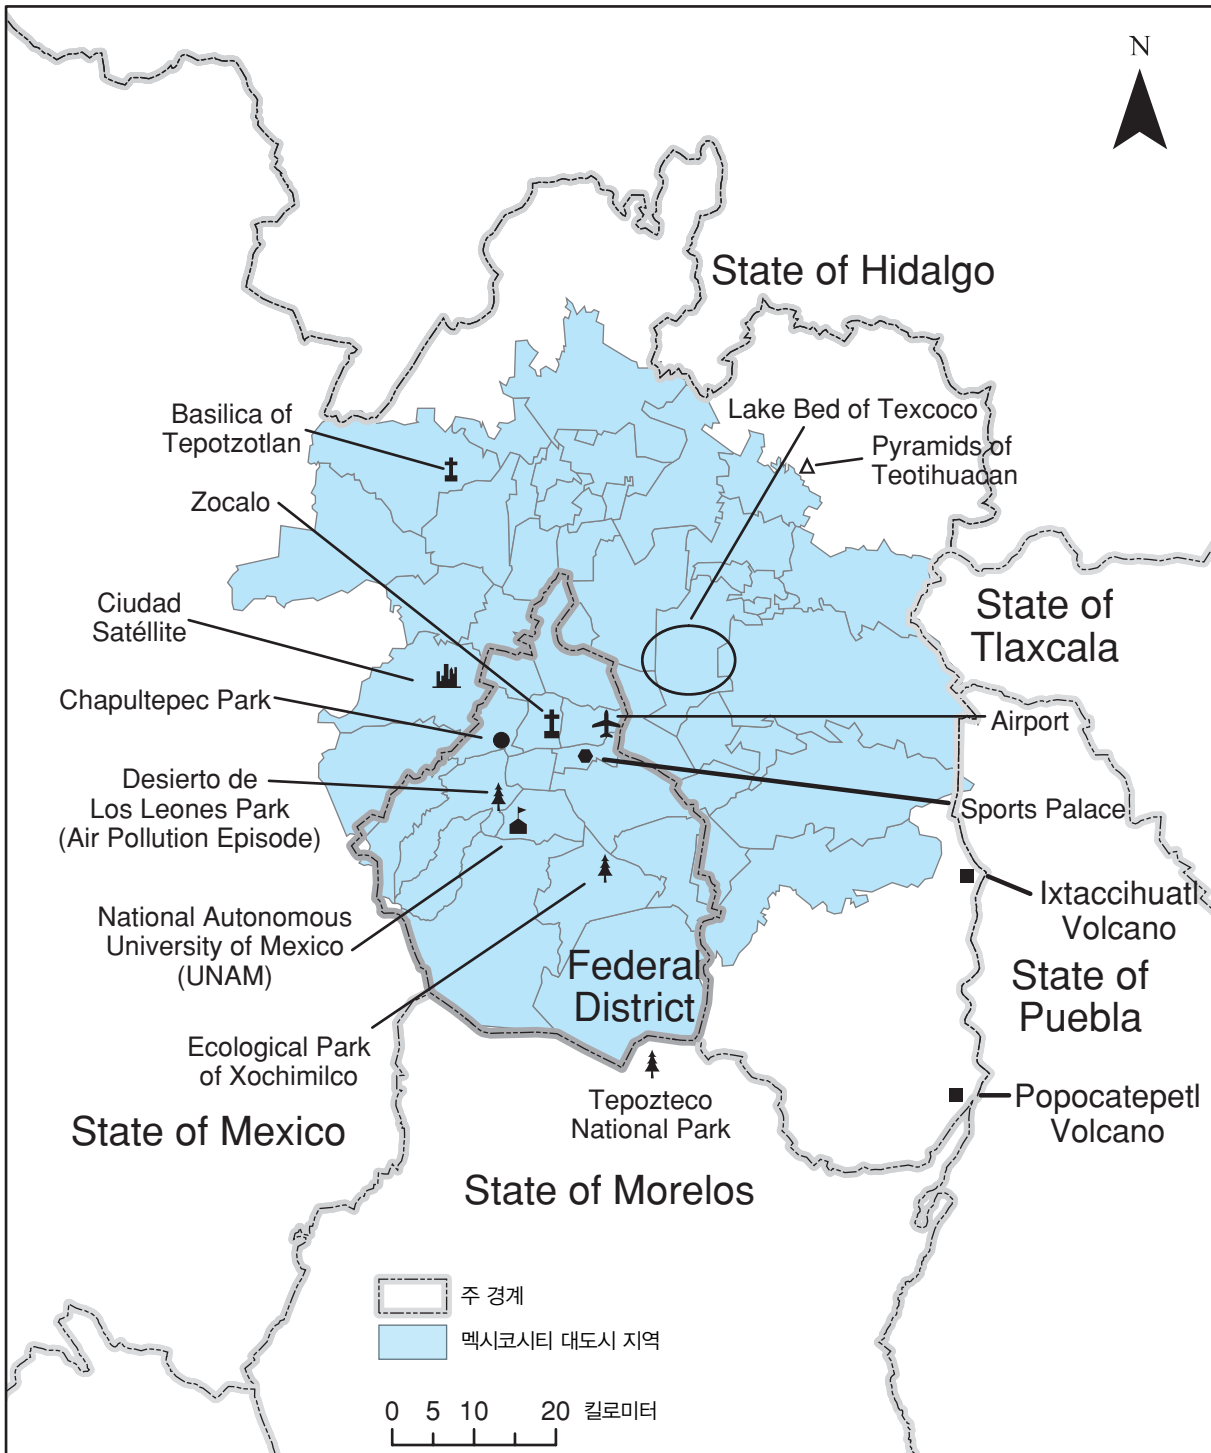 N
State of Hidalgo
Basilica of
Tepotzotlan
Lake Bed of Texcoco
Pyramids of
Teotihuacan
Zocalo
Ciudad
Satéllite
State of
Tlaxcala
Chapultepec Park
Airport
Desierto de
Los Leones Park
(Air Pollution Episode)
Sports Palace
National Autonomous
University of Mexico
(UNAM)
Ixtaccihuatl
Volcano
Federal
District
State of
Puebla
Ecological Park
of Xochimilco
Tepozteco
National Park
Popocatepetl
Volcano
State of Mexico
State of Morelos
주 경계
멕시코시티 대도시 지역
0 5 10 20 킬로미터